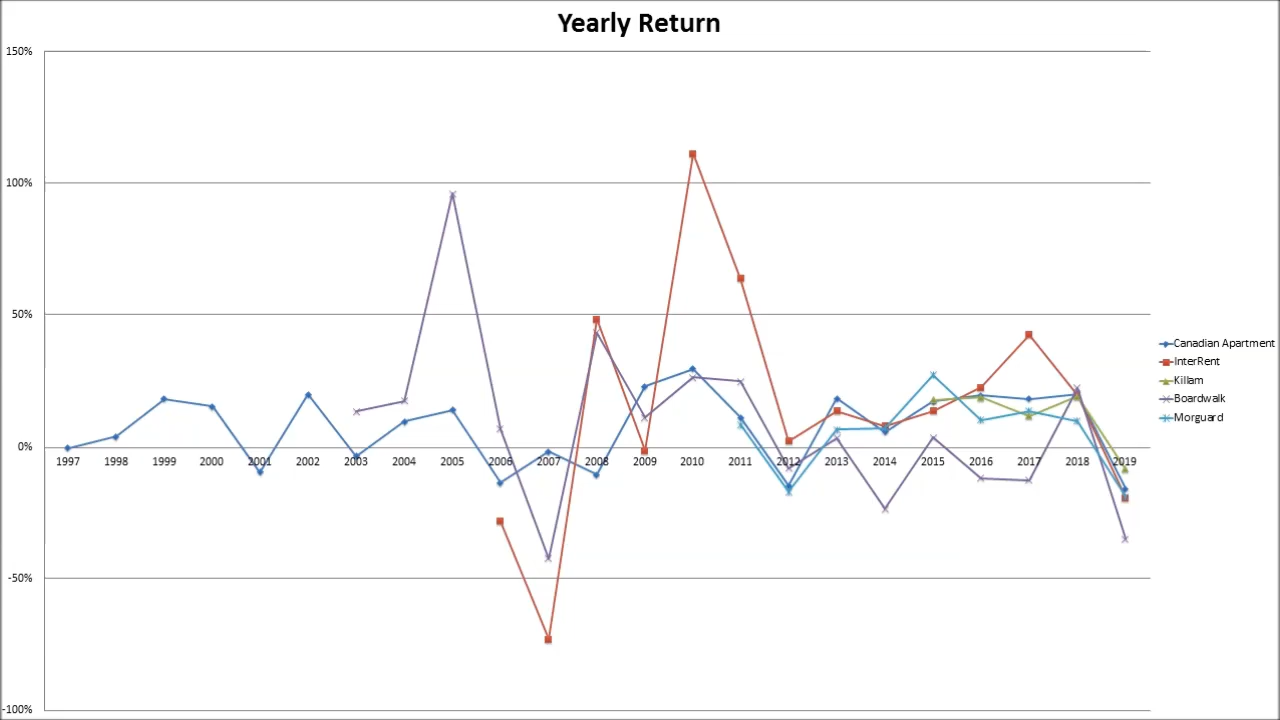 Yearly Return
150%
100%
50%
0%
-50%
-100%
1997 1998 1999 2000 2001 2002 2003 2004 2005 2006 2007 2008 2009 2010 2011 2012 2013 2014 2015 2016 2017 2018 2019
Canadian Apartment
InterRent
Killam
Boardwalk
Morguard